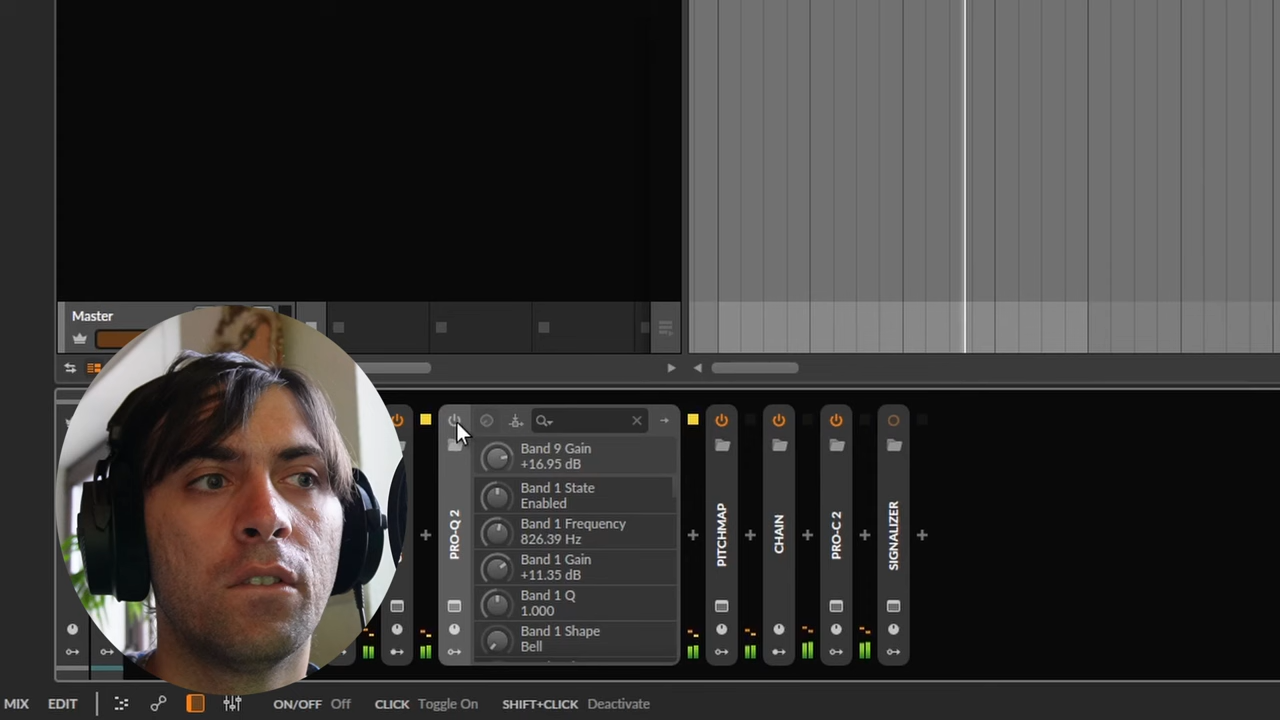 Master
Band 9 Gain
+16.95 dB
Band 1 State
Enabled
Band 1 Frequency
826.39 Hz
Band 1 Gain
+11.35 dB
Band 1 Q
1.000
Band 1 Shape
Bell
PRO-Q 2
PITCHMAP
CHAIN
PRO-C 2
SIGNALIZER
MIX EDIT ON/OFF Off CLICK Toggle On SHIFT+CLICK Deactivate